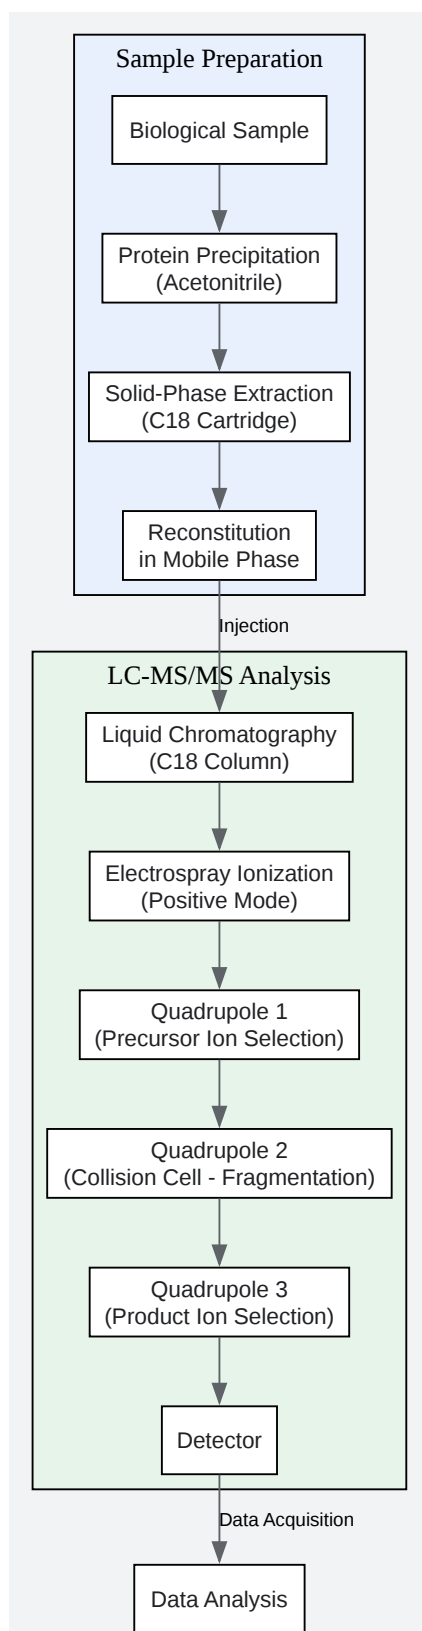 Sample Preparation
Biological Sample
Protein Precipitation
(Acetonitrile)
Solid-Phase Extraction
(C18 Cartridge)
Reconstitution
in Mobile Phase
Injection
LC-MS/MS Analysis
Liquid Chromatography
(C18 Column)
Electrospray Ionization
(Positive Mode)
Quadrupole 1
(Precursor Ion Selection)
Quadrupole 2
(Collision Cell - Fragmentation)
Quadrupole 3
(Product Ion Selection)
Detector
Data Acquisition
Data Analysis